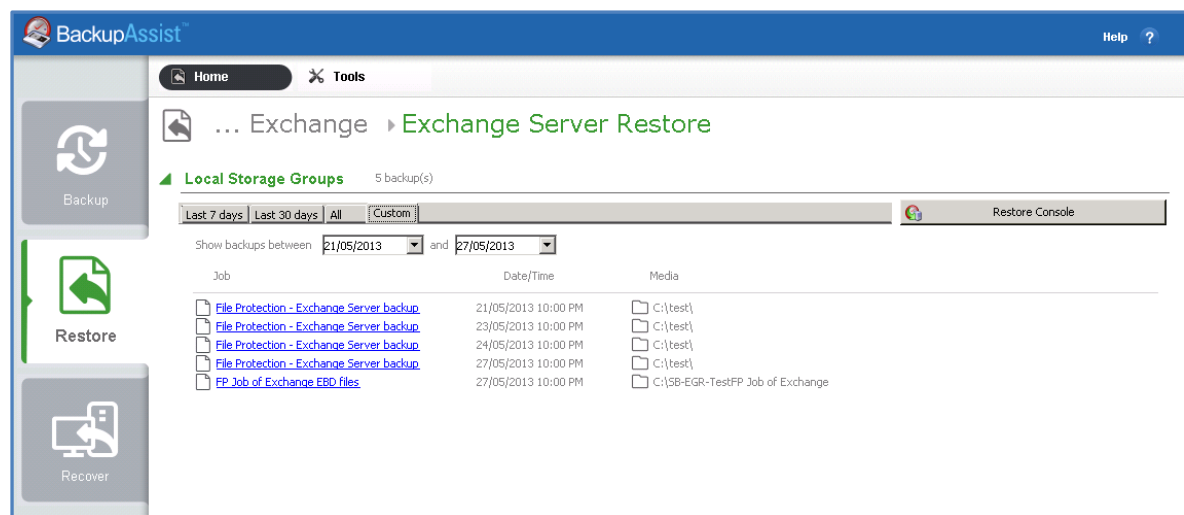 BackupAssist™
Help ?
Home Tools
... Exchange Exchange Server Restore
Local Storage Groups 5 backup(s)
Last 7 days Last 30 days All Custom Restore Console
Show backups between 21/05/2013 and 27/05/2013
Job Date/Time Media
File Protection - Exchange Server backup 21/05/2013 10:00 PM C:\test\
File Protection - Exchange Server backup 23/05/2013 10:00 PM C:\test\
File Protection - Exchange Server backup 24/05/2013 10:00 PM C:\test\
File Protection - Exchange Server backup 27/05/2013 10:00 PM C:\test\
FP Job of Exchange EBD files 27/05/2013 10:00 PM C:\SB-EGR-TestFP Job of Exchange
Backup
Restore
Recover